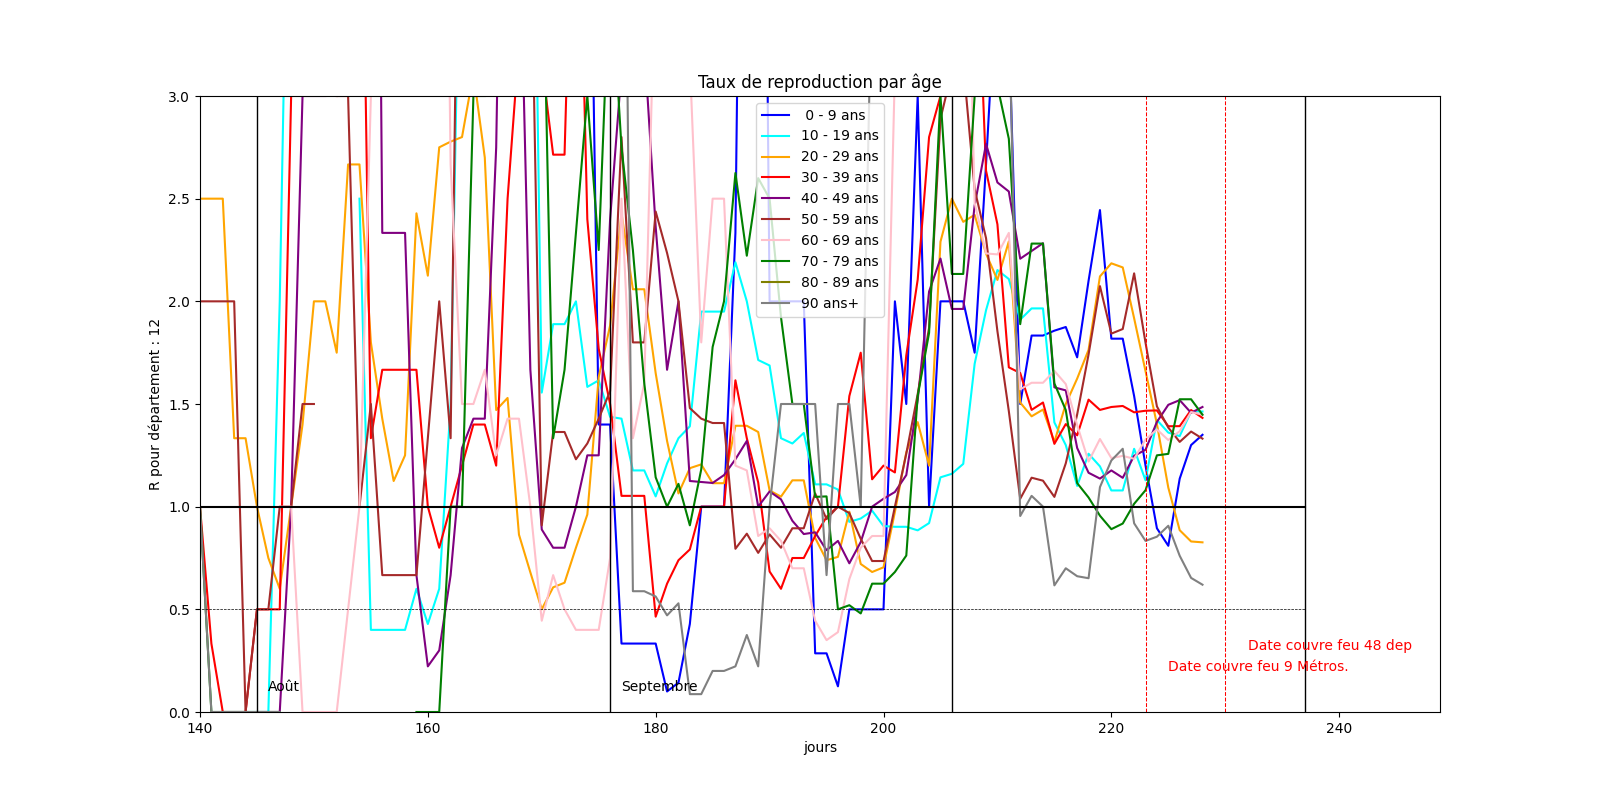 Taux de reproduction par âge
R pour département : 12
3.0
2.5
2.0
1.5
1.0
0.5
0.0
0 - 9 ans
10 - 19 ans
20 - 29 ans
30 - 39 ans
40 - 49 ans
50 - 59 ans
60 - 69 ans
70 - 79 ans
80 - 89 ans
90 ans+
Date couvre feu 48 dep
Date couvre feu 9 Métros.
Août
Septembre
140
160
180
200
220
240
jours